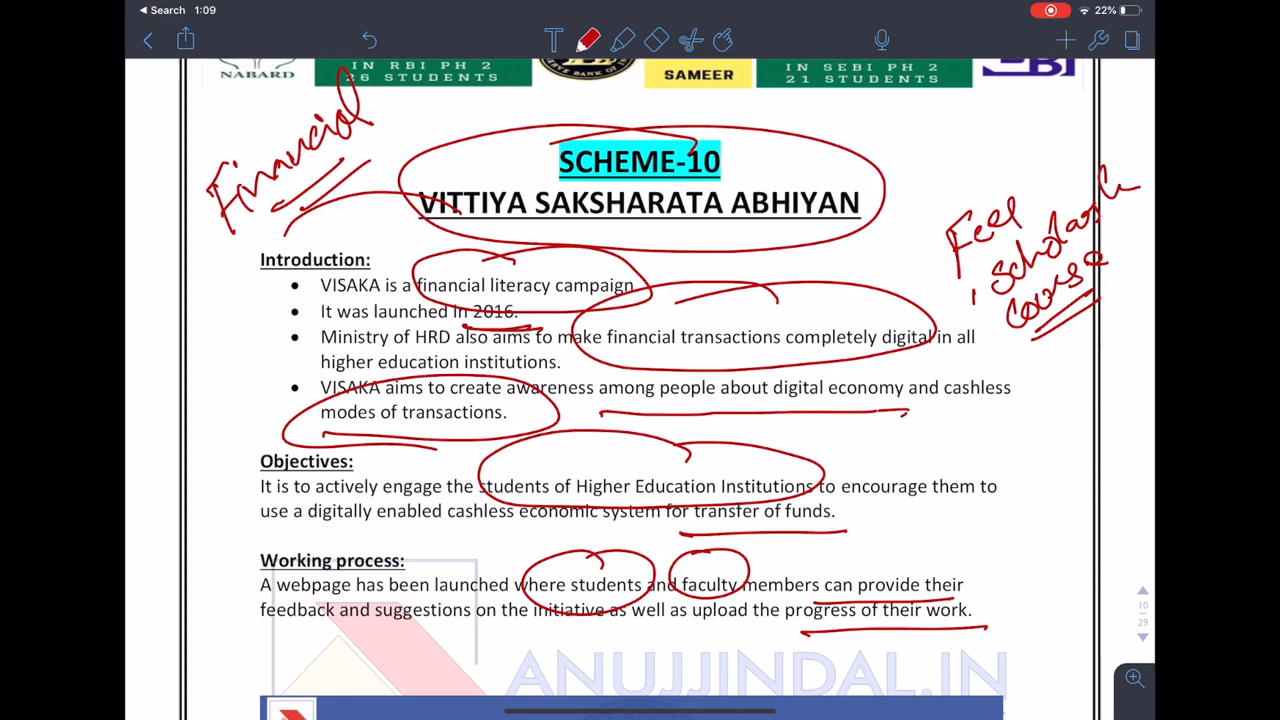 Search 1:09
22%
NABARD
IN RBI PH 2
26 STUDENTS
SAMEER
IN SEBI PH 2
21 STUDENTS
Financial
SCHEME-10
VITTIYA SAKSHARATA ABHIYAN
Introduction:
• VISAKA is a financial literacy campaign
• It was launched in 2016.
• Ministry of HRD also aims to make financial transactions completely digital in all
higher education institutions.
• VISAKA aims to create awareness among people about digital economy and cashless
modes of transactions.
course
Objectives:
It is to actively engage the students of Higher Education Institutions to encourage them to
use a digitally enabled cashless economic system for transfer of funds.
Working process:
A webpage has been launched where students and faculty members can provide their
feedback and suggestions on the initiative as well as upload the progress of their work.
10
29
ANUJJINDAL.IN